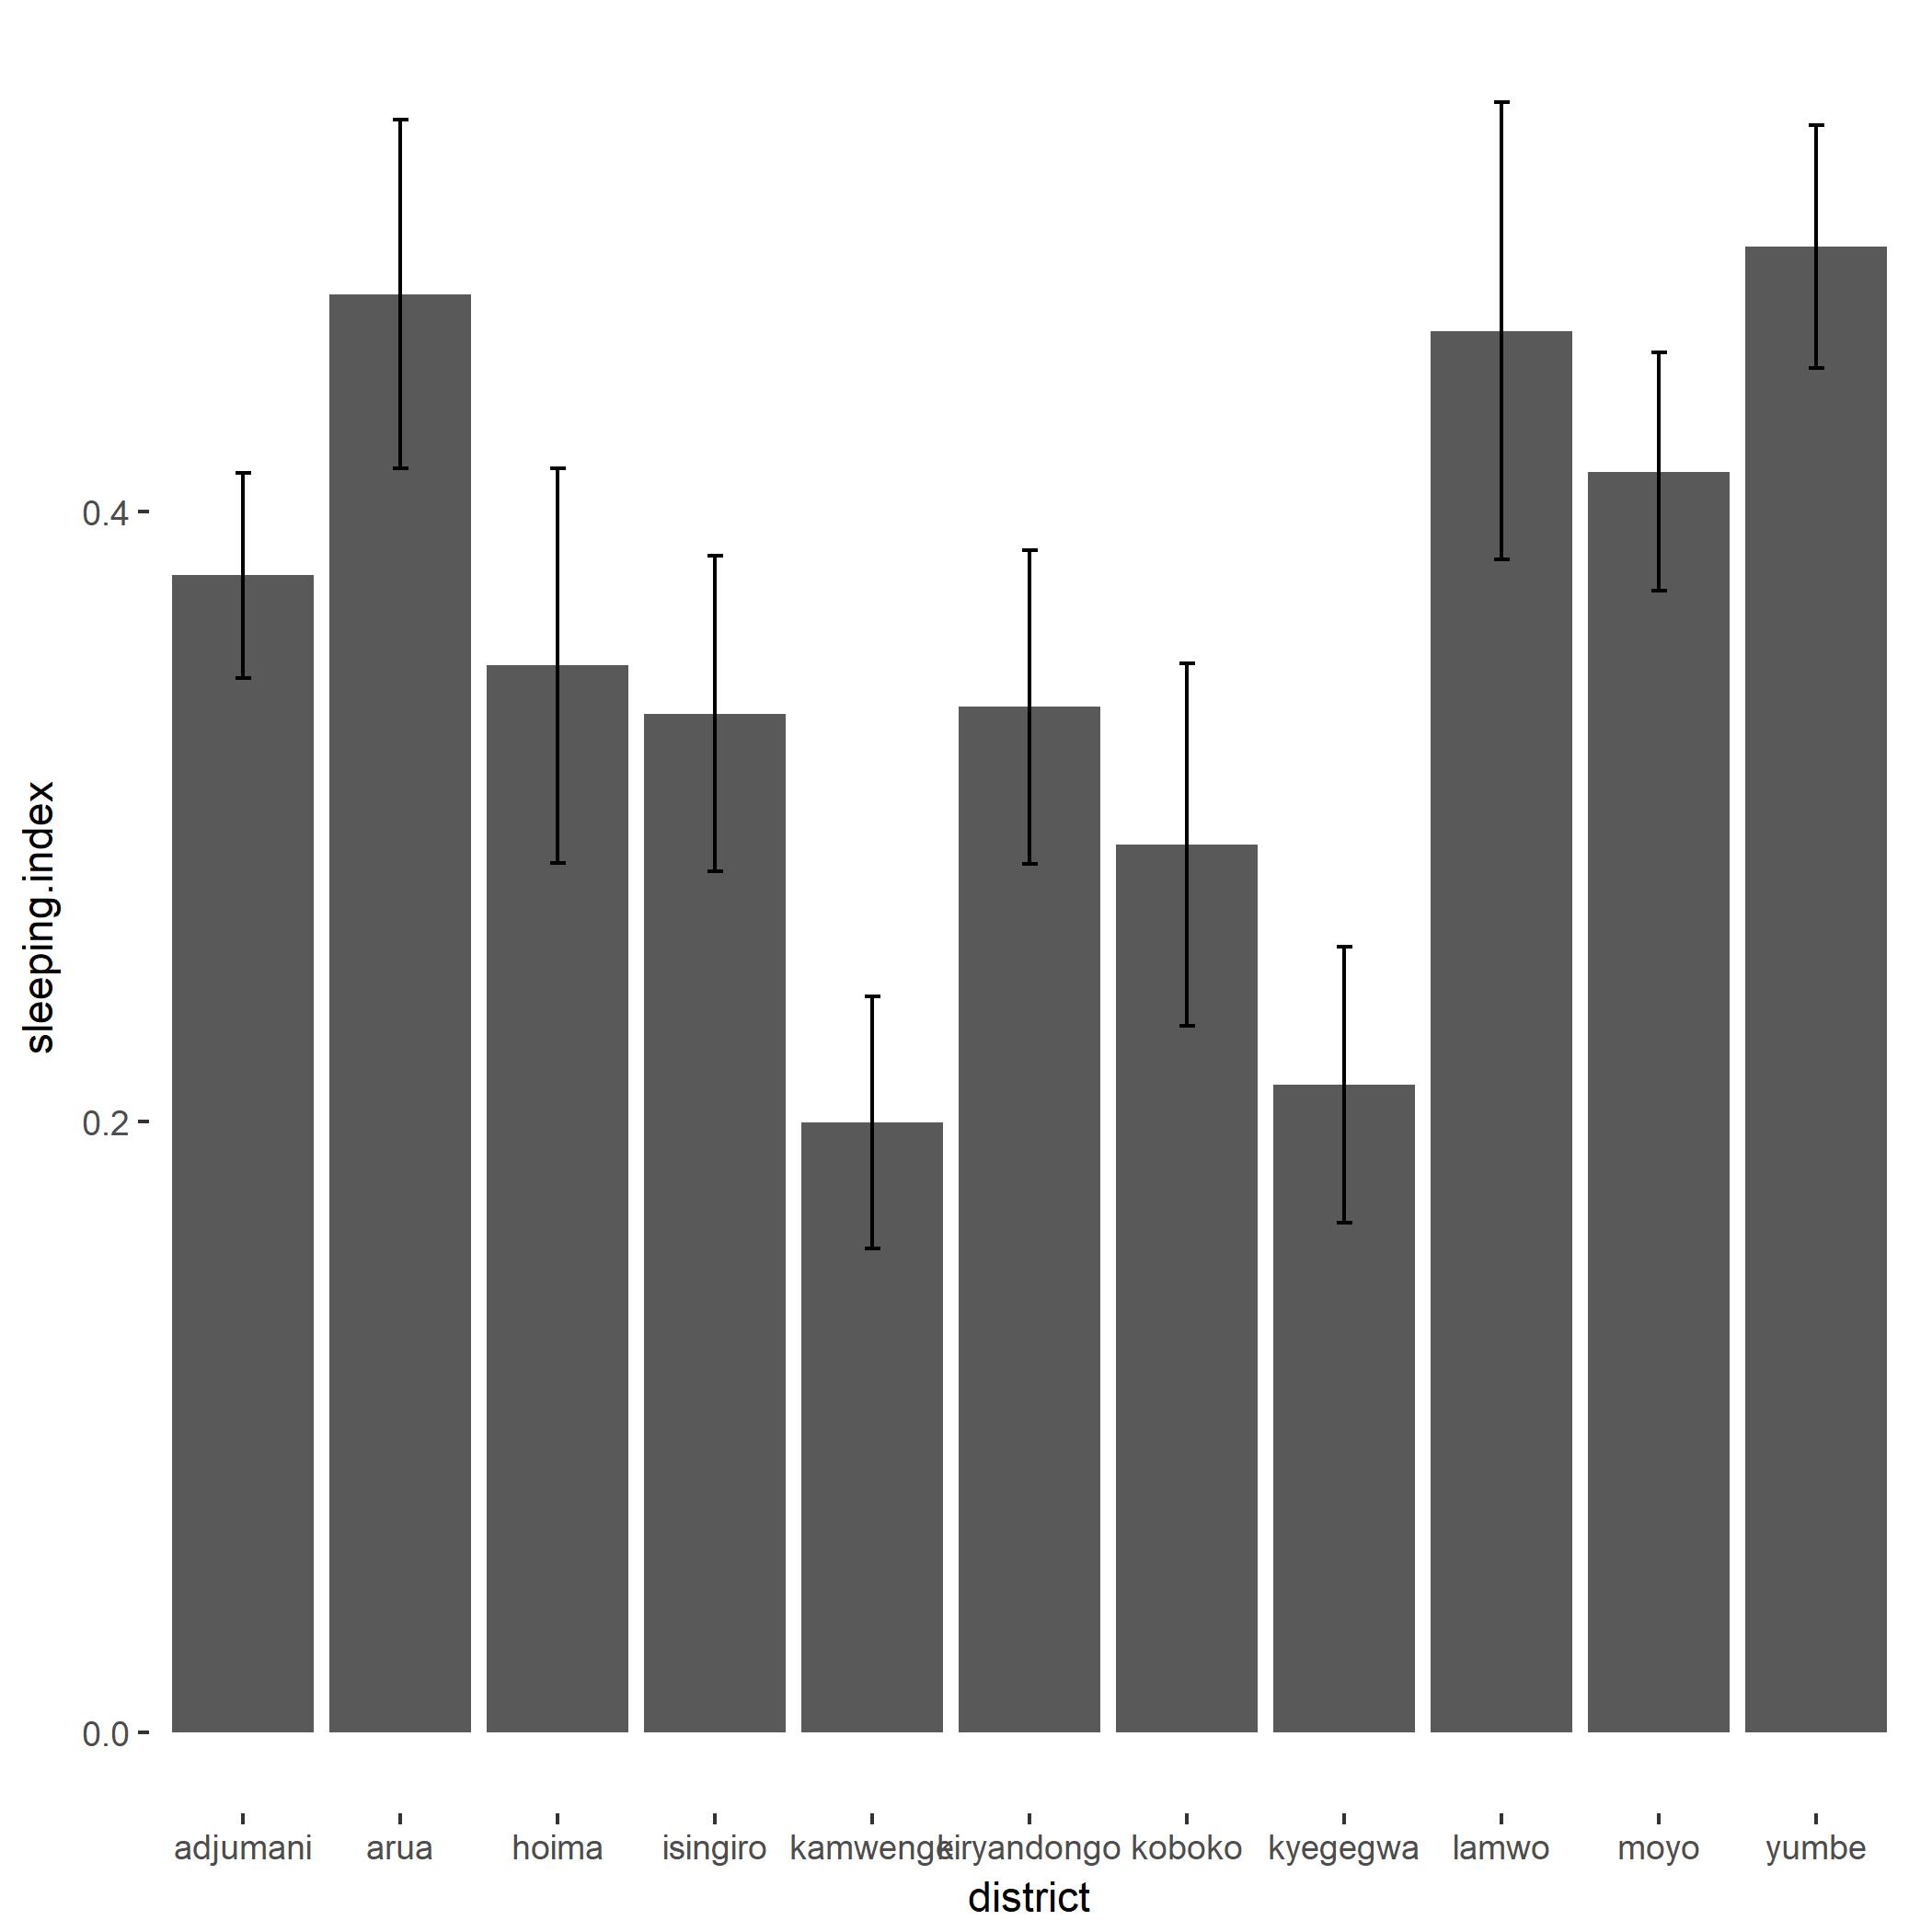 sleeping.index
0.4
0.2
0.0
adjumani arua hoima isingiro kamwenge kiryandongo koboko kyegegwa lamwo moyo yumbe
district